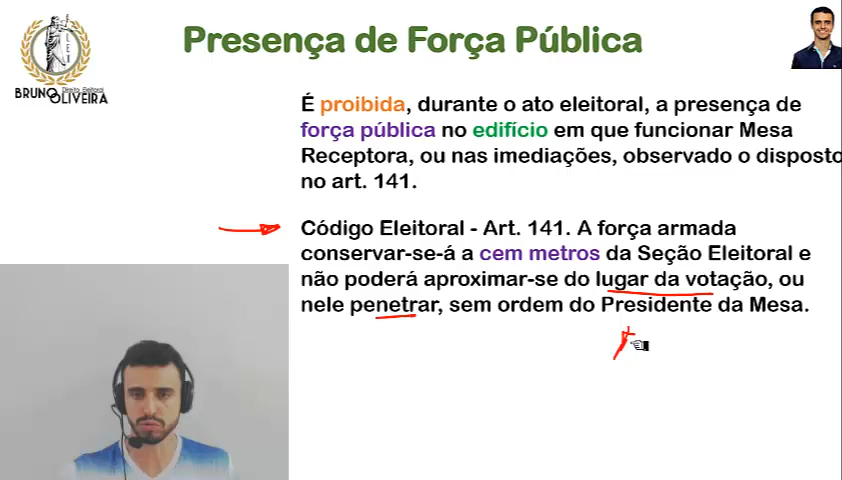 Presença de Força Pública
BRUNO Direito Eleitoral
OLIVEIRA
É proibida, durante o ato eleitoral, a presença de
força pública no edifício em que funcionar Mesa
Receptora, ou nas imediações, observado o disposto
no art. 141.
Código Eleitoral - Art. 141. A força armada
conservar-se-á a cem metros da Seção Eleitoral e
não poderá aproximar-se do lugar da votação, ou
nele penetrar, sem ordem do Presidente da Mesa.